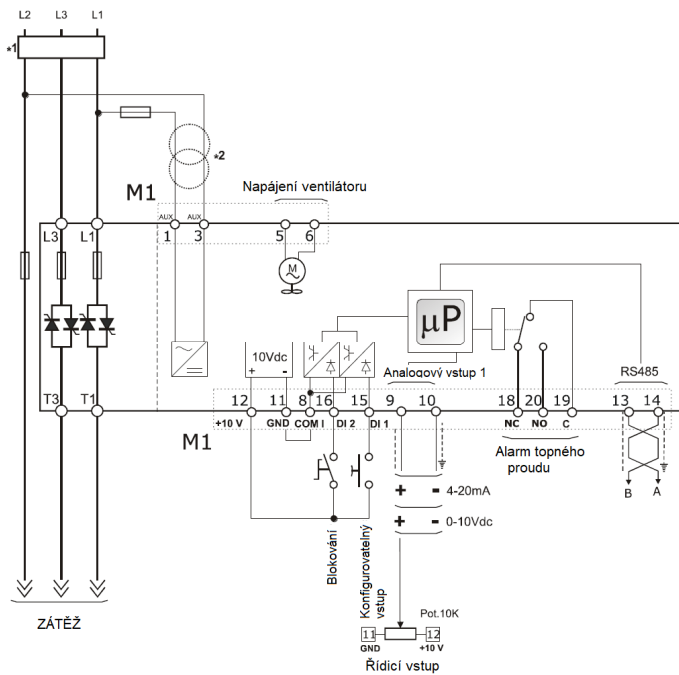 L2 L3 L1
*1
*2
M1
Napájení ventilátoru
AUX AUX
L3 L1 1 3 5 6
M
µP
10Vdc
+ -
Analogový vstup 1
RS485
T3 T1
12 11 8 16 15 9 10 18 20 19 13 14
+10 V GND COM I DI 2 DI 1 NC NO C
M1
Alarm topného
proudu
+ - 4-20mA
B A
+ - 0-10Vdc
Blokování
Konfigurovatelný
vstup
Pot.10K
11 12
GND +10 V
ZÁTĚŽ
Řídicí vstup